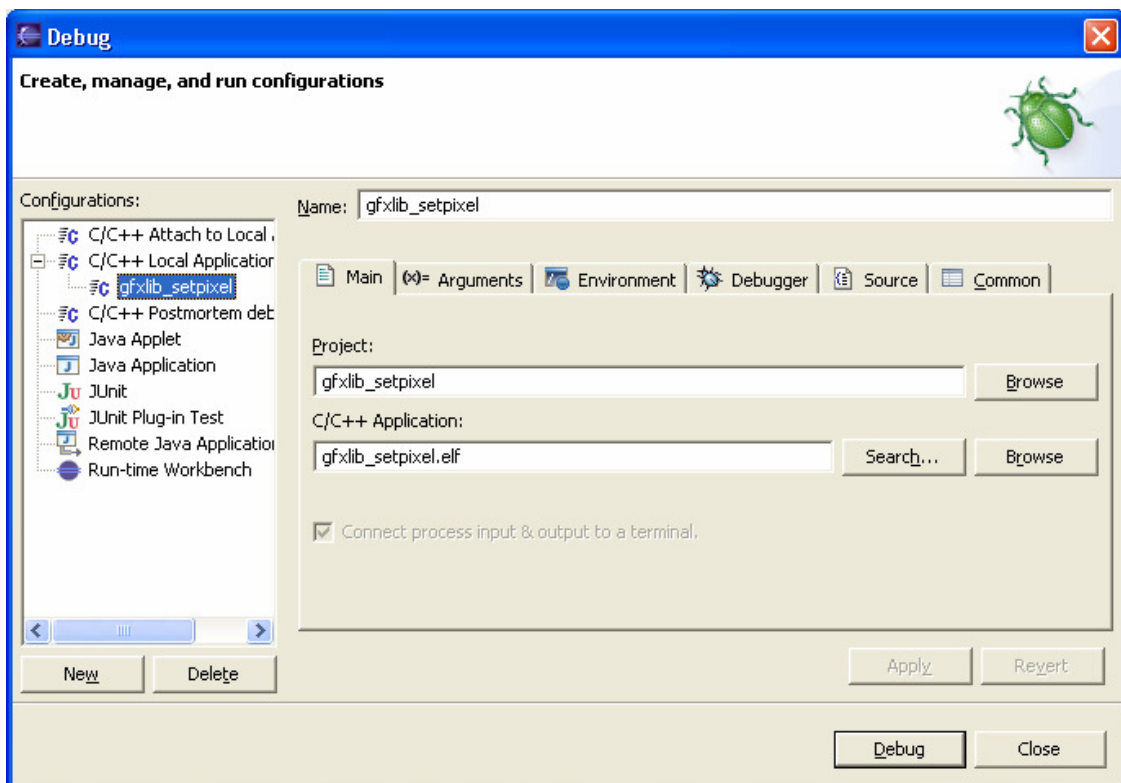 Debug
Create, manage, and run configurations
Configurations:
C/C++ Attach to Local
C/C++ Local Application
gfxlib_setpixel
C/C++ Postmortem deb
Java Applet
Java Application
JUnit
JUnit Plug-in Test
Remote Java Application
Run-time Workbench
New Delete
Name: gfxlib_setpixel
Main (x)= Arguments Environment Debugger Source Common
Project:
gfxlib_setpixel Browse
C/C++ Application:
gfxlib_setpixel.elf Search... Browse
Connect process input & output to a terminal.
Apply Revert
Debug Close